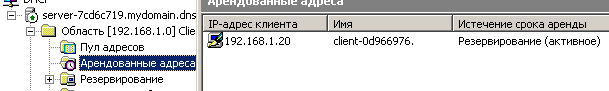 Арендованные адреса
server-7cd6c719.mydomain.dns
Область [192.168.1.0] Clie
Пул адресов
Арендованные адреса
Резервирование
IP-адрес клиента Имя Истечение срока аренды
192.168.1.20 client-0d966976. Резервирование (активное)